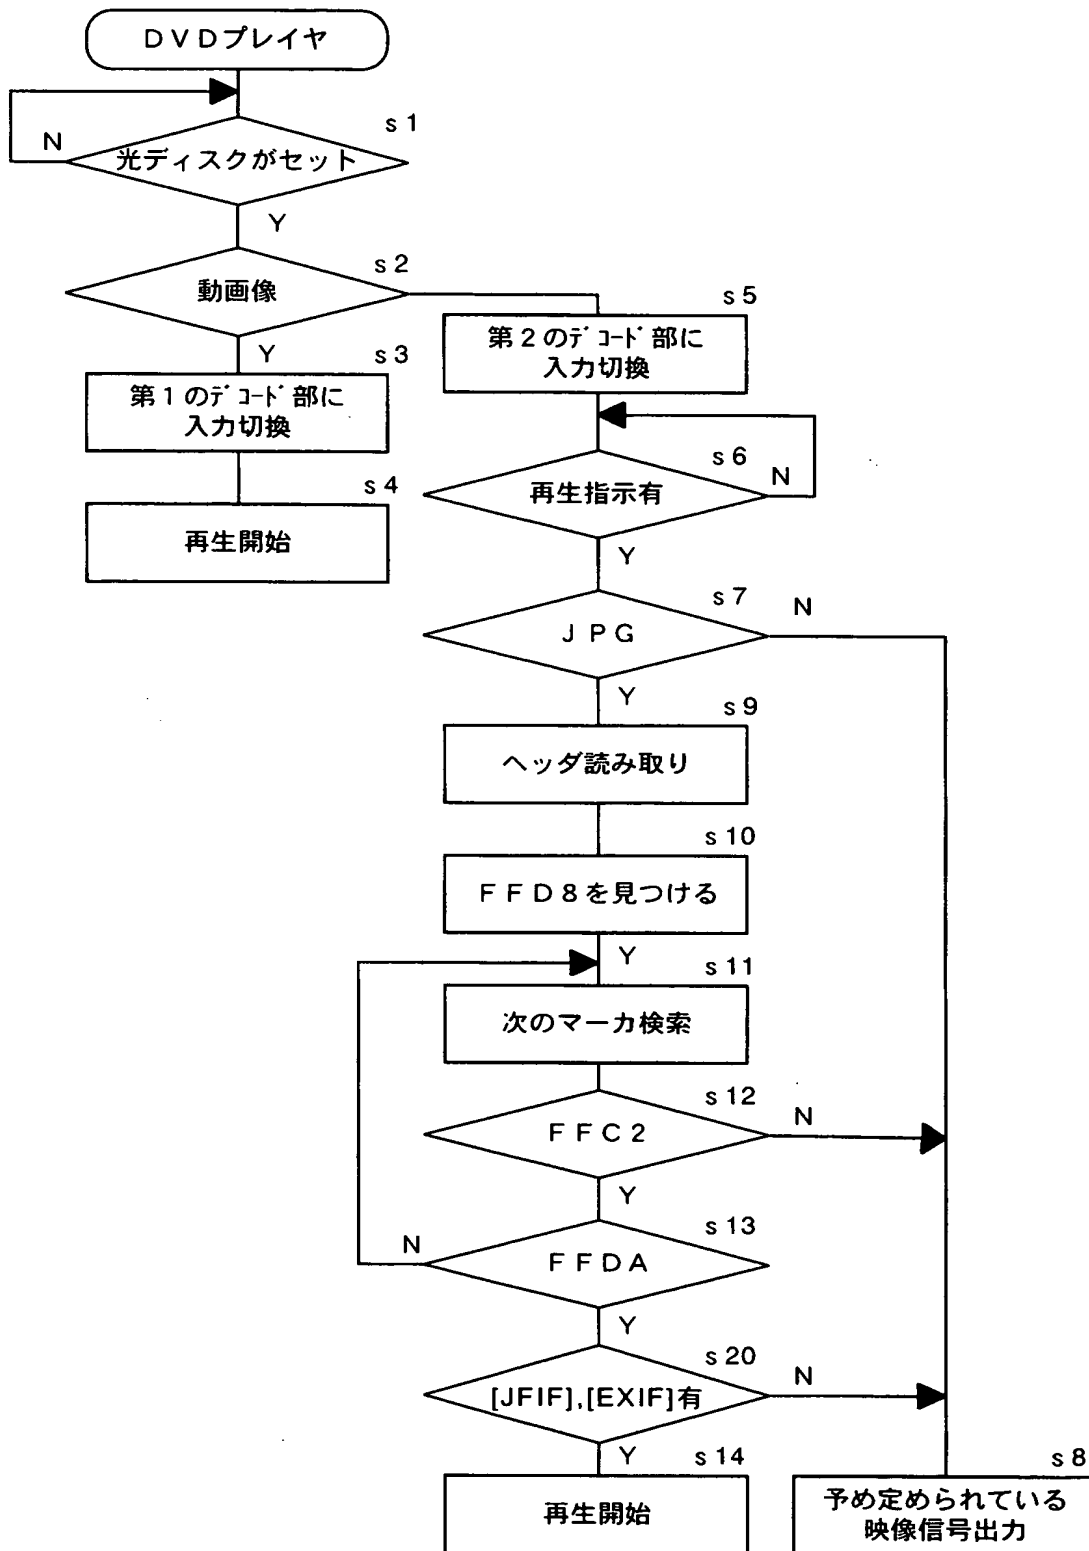 DVDプレイヤ
s1
N
光ディスクがセット
Y
s2
動画像
s5
第2のﾃﾞｺｰﾄﾞ部に
入力切換
Y
s3
第1のﾃﾞｺｰﾄﾞ部に
入力切換
s6
N
再生指示有
s4
再生開始
Y
s7
N
JPG
Y
s9
ヘッダ読み取り
s10
FFD8を見つける
Y
s11
次のマーカ検索
s12
N
FFC2
Y
s13
N
FFDA
Y
s20
N
[JFIF],[EXIF]有
Y
s14
s8
再生開始
予め定められている
映像信号出力